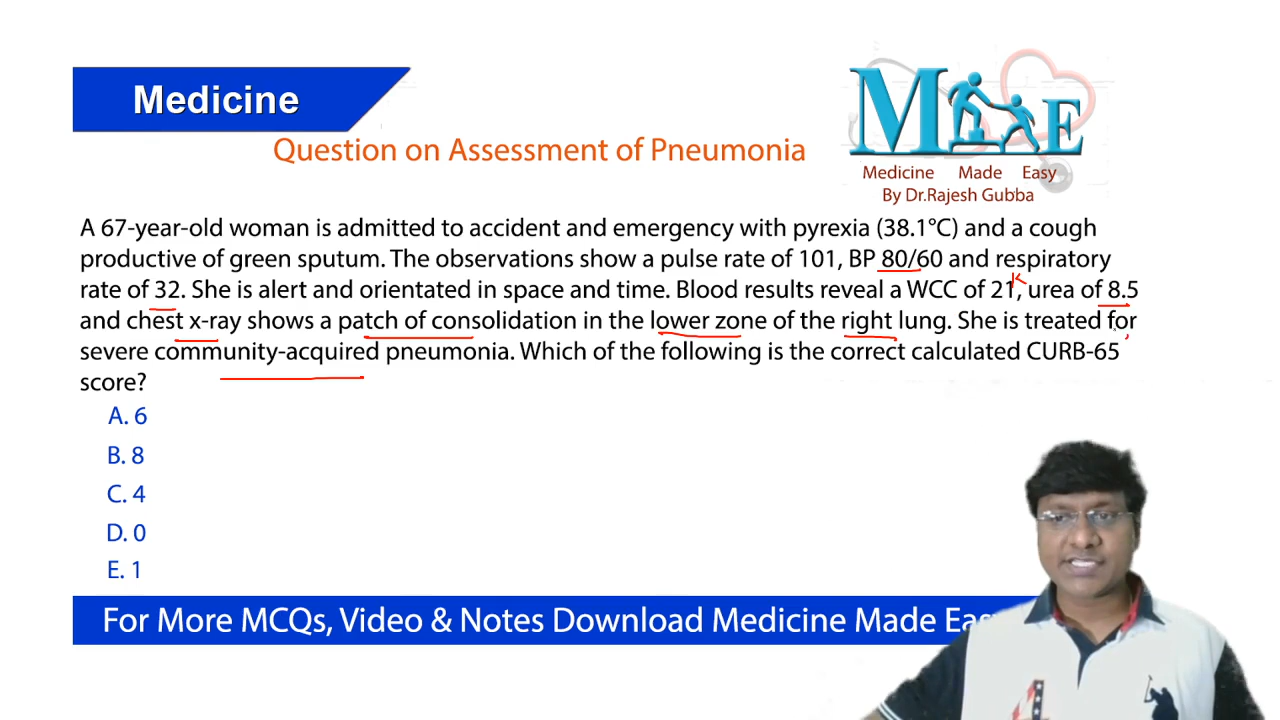 Medicine
Question on Assessment of Pneumonia
M E
Medicine Made Easy
By Dr.Rajesh Gubba
A 67-year-old woman is admitted to accident and emergency with pyrexia (38.1°C) and a cough
productive of green sputum. The observations show a pulse rate of 101, BP 80/60 and respiratory
rate of 32. She is alert and orientated in space and time. Blood results reveal a WCC of 21K, urea of 8.5
and chest x-ray shows a patch of consolidation in the lower zone of the right lung. She is treated for
severe community-acquired pneumonia. Which of the following is the correct calculated CURB-65
score?
A. 6
B. 8
C. 4
D. 0
E. 1
For More MCQs, Video & Notes Download Medicine Made Eas